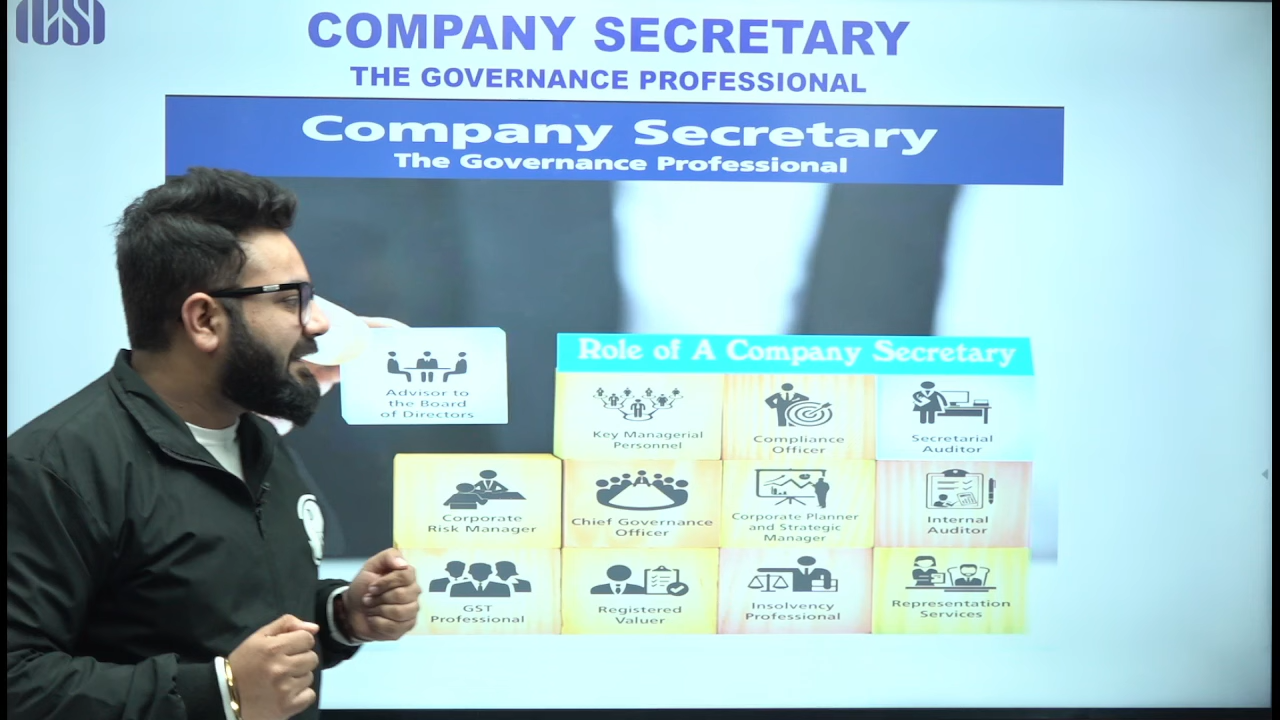 ICSI
COMPANY SECRETARY
THE GOVERNANCE PROFESSIONAL
Company Secretary
The Governance Professional
Role of A Company Secretary
Advisor to
the Board
of Directors
Key Managerial
Personnel
Compliance
Officer
Secretarial
Auditor
Corporate
Risk Manager
Chief Governance
Officer
Corporate Planner
and Strategic
Manager
Internal
Auditor
GST
Professional
Registered
Valuer
Insolvency
Professional
Representation
Services